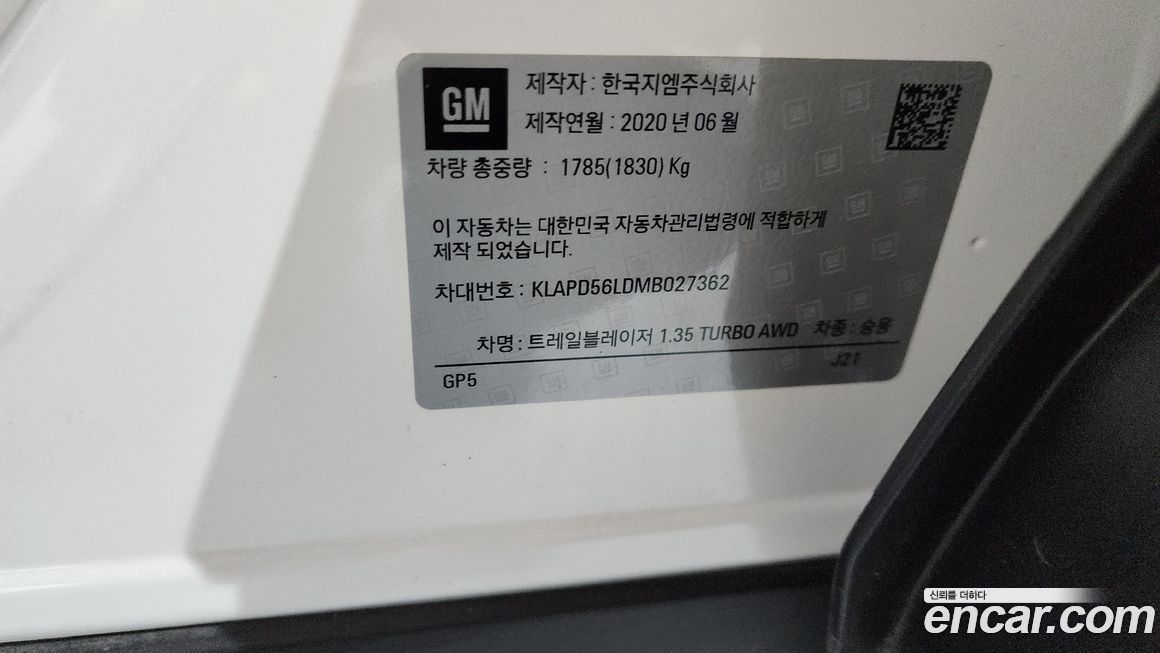 GM
제작자 : 한국지엠주식회사
제작연월 : 2020 년 06 월
차량 총중량 : 1785(1830) Kg
이 자동차는 대한민국 자동차관리법령에 적합하게
제작 되었습니다.
차대번호 : KLAPD56LDMB027362
차명 : 트레일블레이저 1.35 TURBO AWD 차종 : 승용
GP5 J21
신뢰를 더하다
encar.com